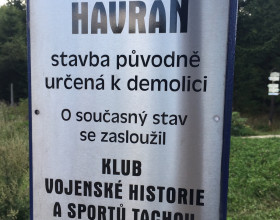 HAVRAN
stavba původně
určená k demolici
O současný stav
se zasloužil
KLUB
VOJENSKÉ HISTORIE
A SPORTŮ TACHOV